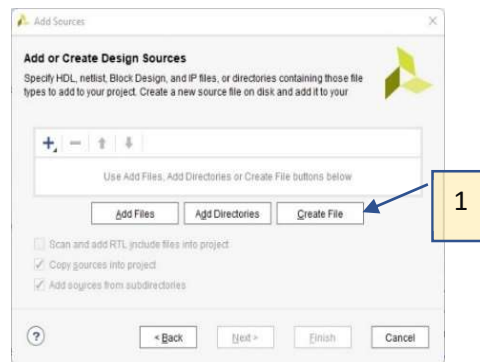 Add Sources
Add or Create Design Sources
Specify HDL, netlist, Block Design, and IP files, or directories containing those file
types to add to your project. Create a new source file on disk and add it to your
Use Add Files, Add Directories or Create File buttons below
Add Files Add Directories Create File
1
Scan and add RTL include files into project
Copy sources into project
Add sources from subdirectories
? < Back Next > Finish Cancel